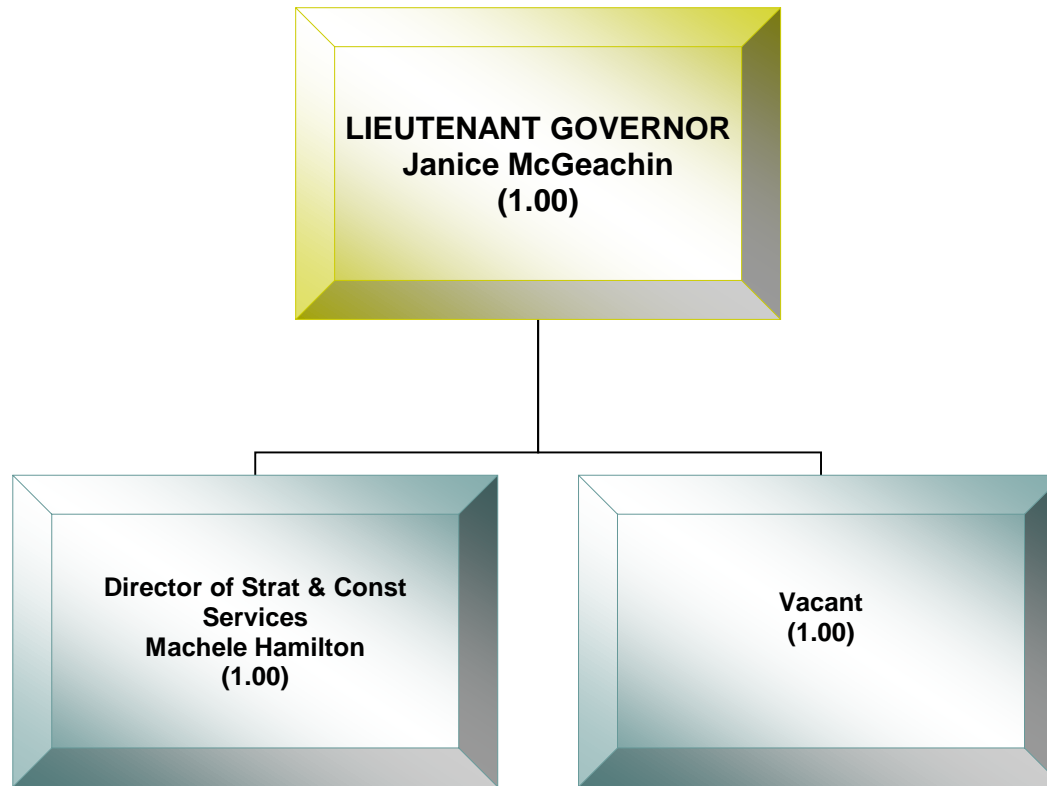 LIEUTENANT GOVERNOR
Janice McGeachin
(1.00)
Director of Strat & Const
Services
Machele Hamilton
(1.00)
Vacant
(1.00)